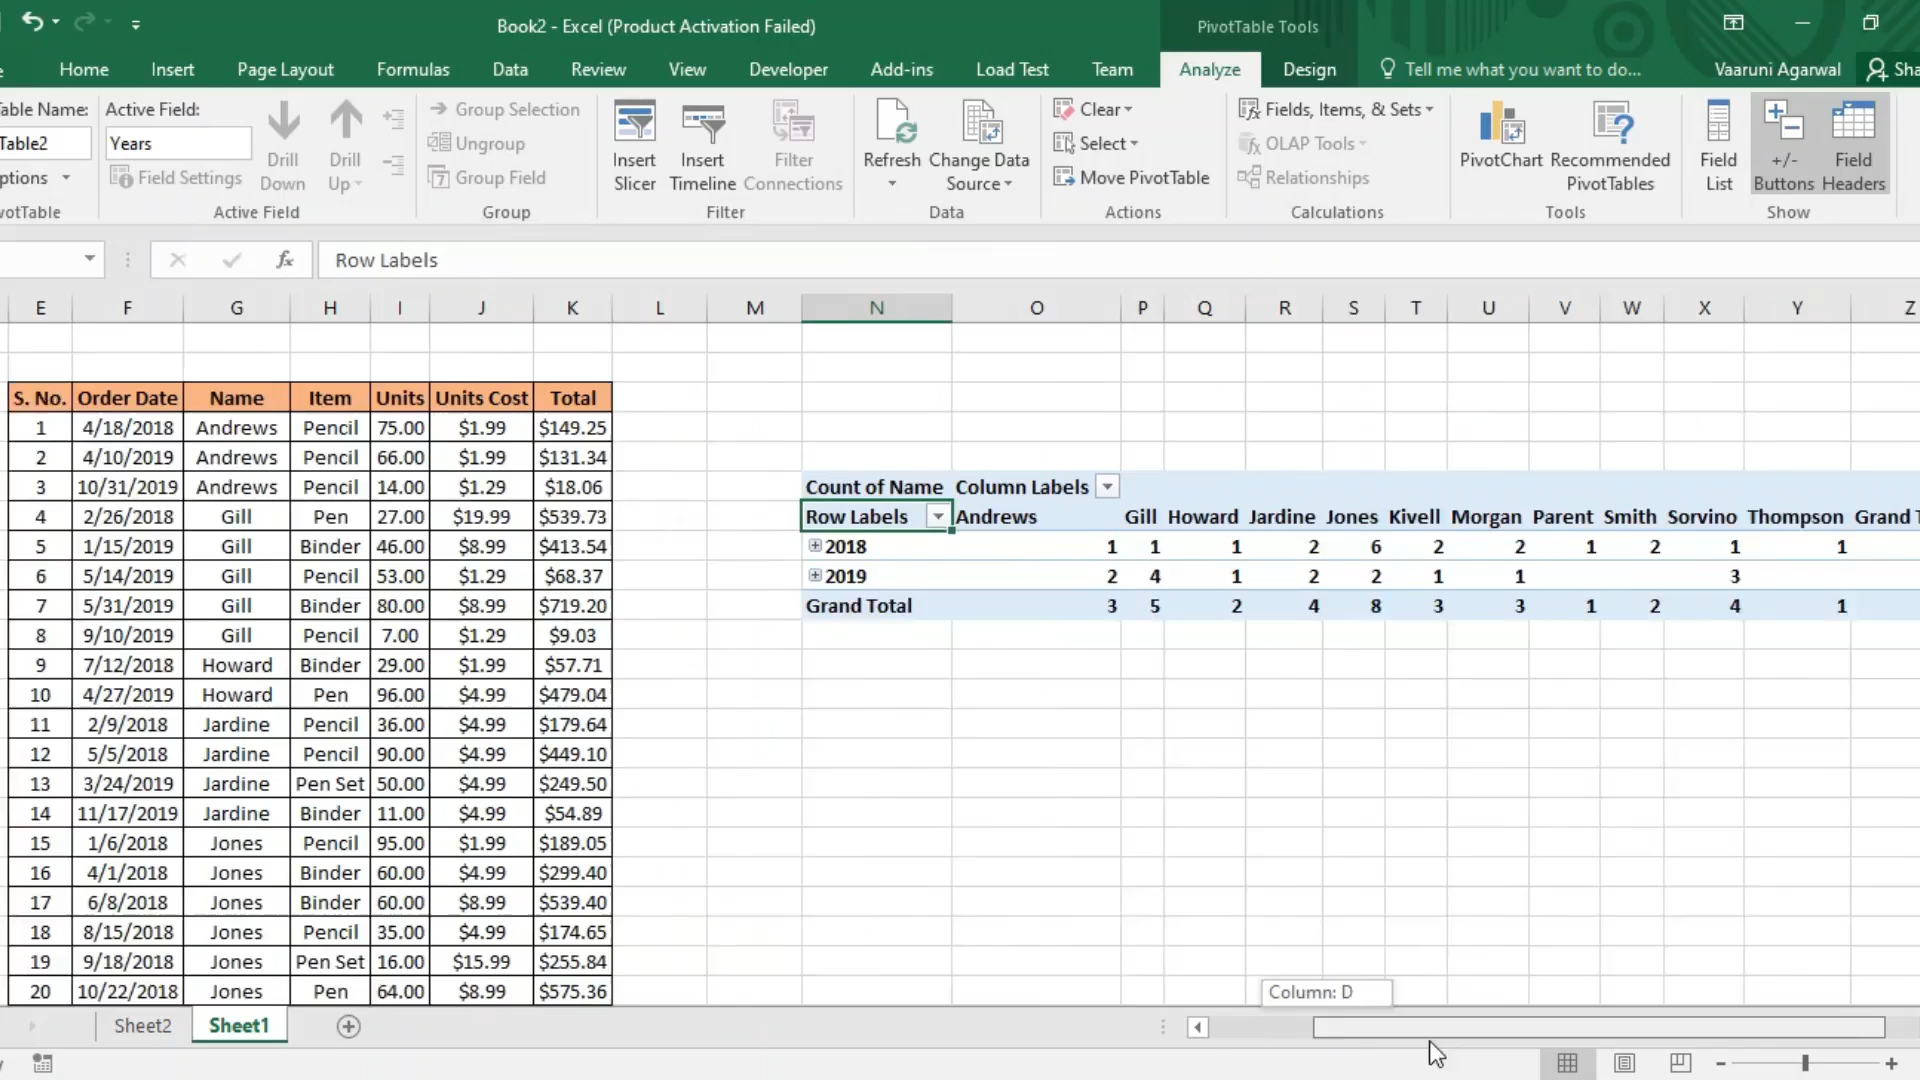 Book2 - Excel (Product Activation Failed)
PivotTable Tools
Home Insert Page Layout Formulas Data Review View Developer Add-ins Load Test Team Analyze Design Tell me what you want to do... Vaaruni Agarwal Sha
Table Name:
Table2
ptions
votTable
Active Field:
Years
Field Settings
Drill Down
Drill Up
Active Field
Group Selection
Ungroup
Group Field
Group
Insert Slicer
Insert Timeline
Filter Connections
Filter
Refresh
Change Data Source
Data
Clear
Select
Move PivotTable
Actions
Fields, Items, & Sets
OLAP Tools
Relationships
Calculations
PivotChart
Recommended PivotTables
Tools
Field List
+/- Buttons
Field Headers
Show
fx Row Labels
E F G H I J K L M N O P Q R S T U V W X Y Z
S. No. Order Date Name Item Units Units Cost Total
1 4/18/2018 Andrews Pencil 75.00 $1.99 $149.25
2 4/10/2019 Andrews Pencil 66.00 $1.99 $131.34
3 10/31/2019 Andrews Pencil 14.00 $1.29 $18.06
4 2/26/2018 Gill Pen 27.00 $19.99 $539.73
5 1/15/2019 Gill Binder 46.00 $8.99 $413.54
6 5/14/2019 Gill Pencil 53.00 $1.29 $68.37
7 5/31/2019 Gill Binder 80.00 $8.99 $719.20
8 9/10/2019 Gill Pencil 7.00 $1.29 $9.03
9 7/12/2018 Howard Binder 29.00 $1.99 $57.71
10 4/27/2019 Howard Pen 96.00 $4.99 $479.04
11 2/9/2018 Jardine Pencil 36.00 $4.99 $179.64
12 5/5/2018 Jardine Pencil 90.00 $4.99 $449.10
13 3/24/2019 Jardine Pen Set 50.00 $4.99 $249.50
14 11/17/2019 Jardine Binder 11.00 $4.99 $54.89
15 1/6/2018 Jones Pencil 95.00 $1.99 $189.05
16 4/1/2018 Jones Binder 60.00 $4.99 $299.40
17 6/8/2018 Jones Binder 60.00 $8.99 $539.40
18 8/15/2018 Jones Pencil 35.00 $4.99 $174.65
19 9/18/2018 Jones Pen Set 16.00 $15.99 $255.84
20 10/22/2018 Jones Pen 64.00 $8.99 $575.36
Count of Name Column Labels
Row Labels Andrews Gill Howard Jardine Jones Kivell Morgan Parent Smith Sorvino Thompson Grand T
2018 1 1 1 2 6 2 2 1 2 1 1
2019 2 4 1 2 2 1 1 3
Grand Total 3 5 2 4 8 3 3 1 2 4 1
Column: D
Sheet2 Sheet1